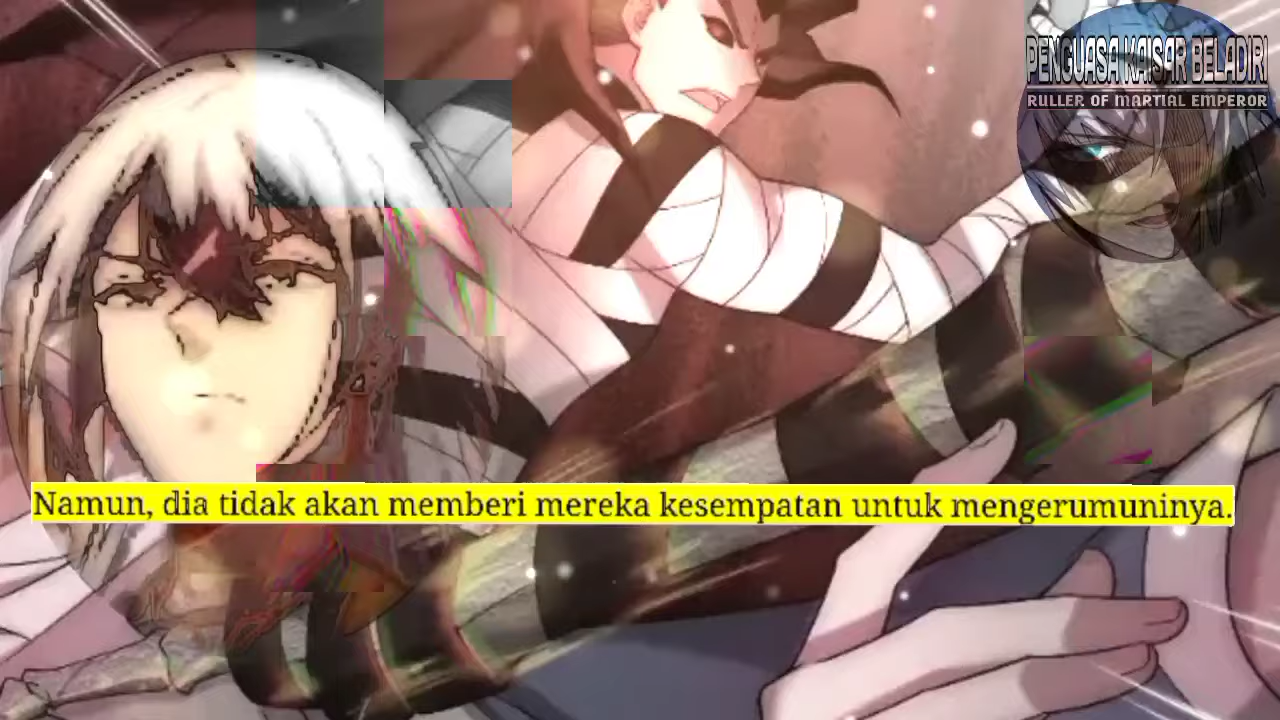 PENGUASA KAISAR BELADIRI
RULLER OF MARTIAL EMPEROR
Namun, dia tidak akan memberi mereka kesempatan untuk mengerumuninya.